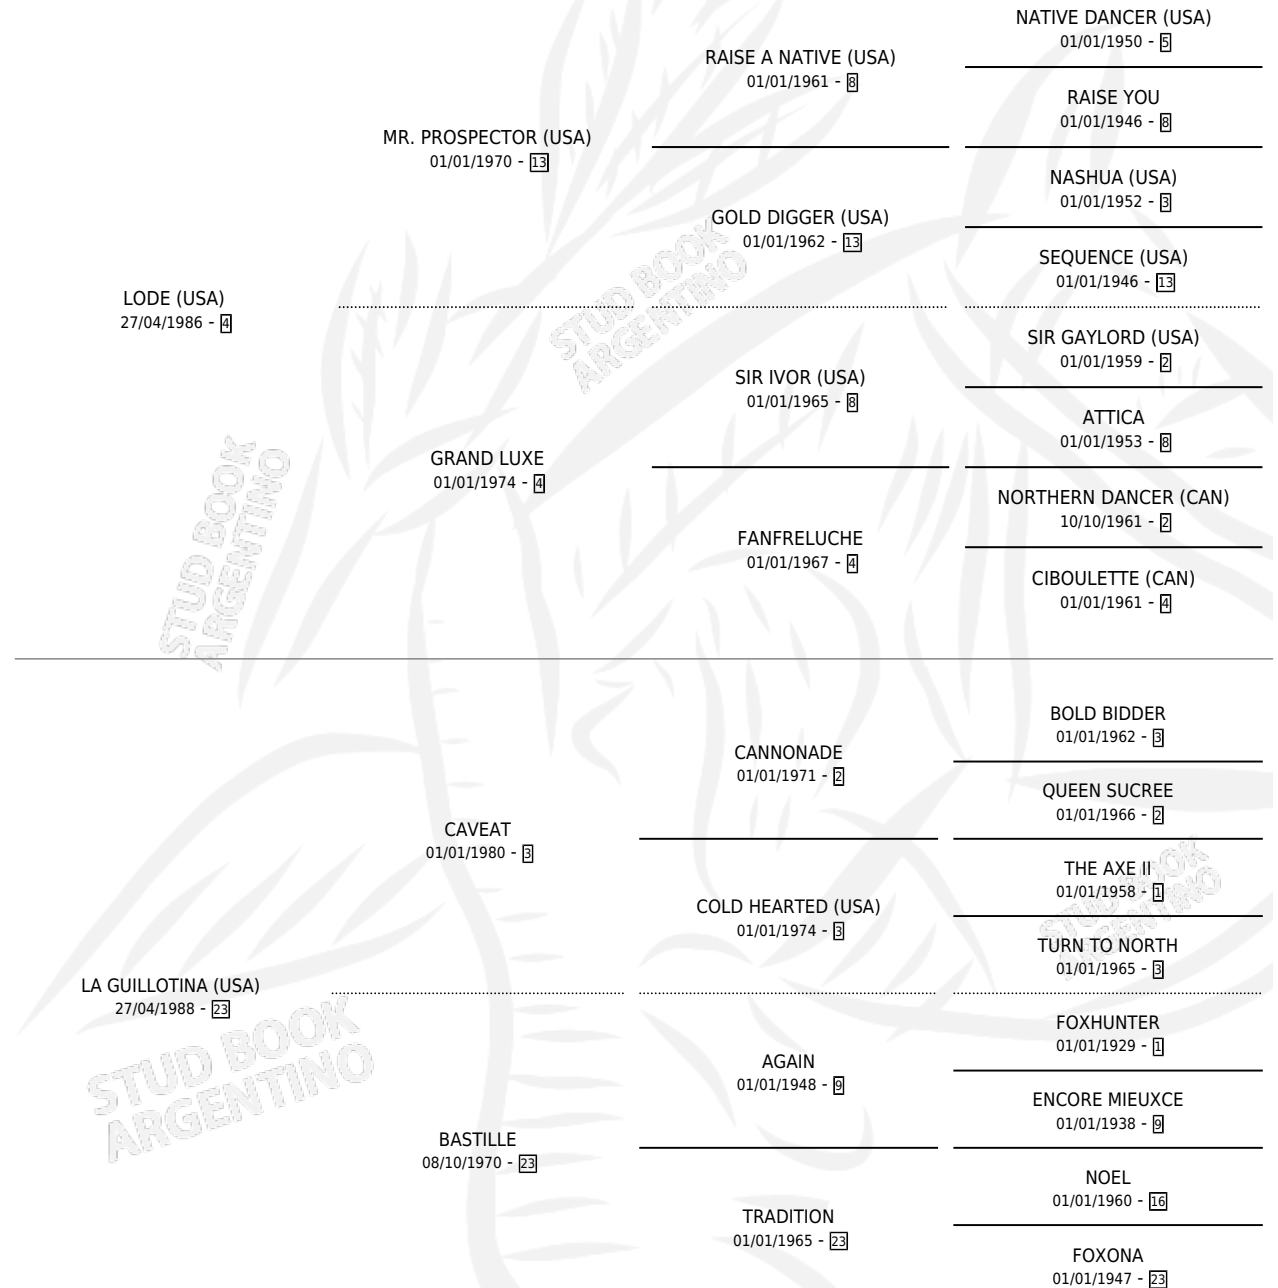 NATIVE DANCER (USA)
01/01/1950 - 5
RAISE A NATIVE (USA)
01/01/1961 - 8
RAISE YOU
01/01/1946 - 8
MR. PROSPECTOR (USA)
01/01/1970 - 13
NASHUA (USA)
01/01/1952 - 3
GOLD DIGGER (USA)
01/01/1962 - 13
SEQUENCE (USA)
01/01/1946 - 13
LODE (USA)
27/04/1986 - 4
STUD BOOK
ARGENTINO
SIR GAYLORD (USA)
01/01/1959 - 2
SIR IVOR (USA)
01/01/1965 - 8
ATTICA
01/01/1953 - 8
GRAND LUXE
01/01/1974 - 4
STUD BOOK
ARGENTINO
NORTHERN DANCER (CAN)
10/10/1961 - 2
FANFRELUCHE
01/01/1967 - 4
CIBOULETTE (CAN)
01/01/1961 - 4
BOLD BIDDER
01/01/1962 - 3
CANNONADE
01/01/1971 - 2
QUEEN SUCREE
01/01/1966 - 2
CAVEAT
01/01/1980 - 3
THE AXE II
01/01/1958 - 1
STUD BOOK
ARGENTINO
COLD HEARTED (USA)
01/01/1974 - 3
TURN TO NORTH
01/01/1965 - 3
LA GUILLOTINA (USA)
27/04/1988 - 23
STUD BOOK
ARGENTINO
FOXHUNTER
01/01/1929 - 1
AGAIN
01/01/1948 - 9
ENCORE MIEUXCE
01/01/1938 - 9
BASTILLE
08/10/1970 - 23
NOEL
01/01/1960 - 16
TRADITION
01/01/1965 - 23
FOXONA
01/01/1947 - 23